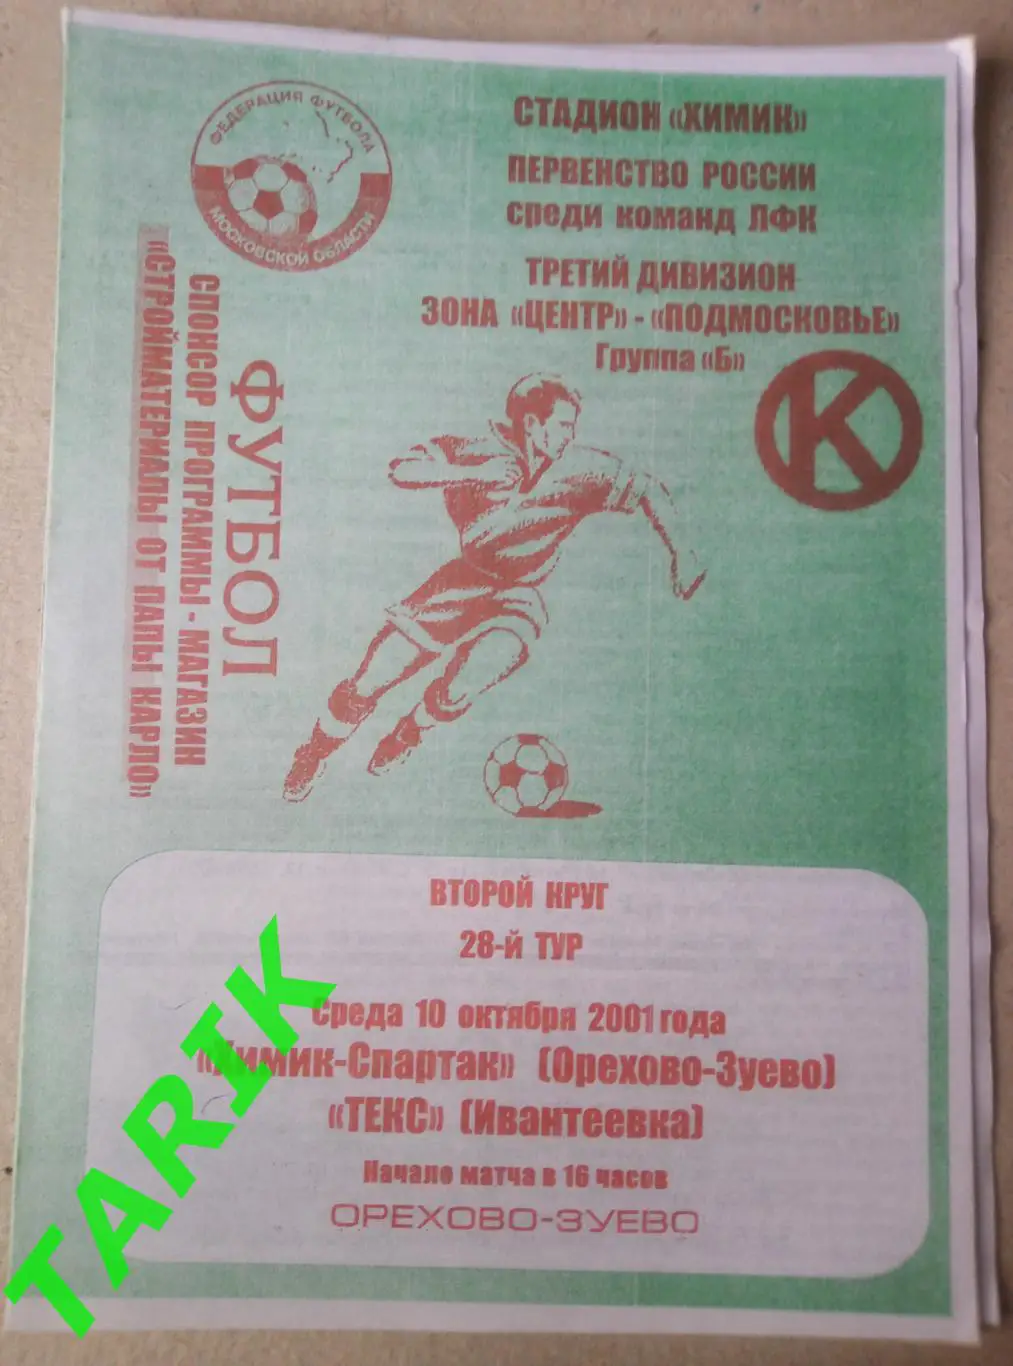 ФЕДЕРАЦИЯ ФУТБОЛА
МОСКОВСКОЙ ОБЛАСТИ
СТАДИОН «ХИМИК»
ПЕРВЕНСТВО РОССИИ
среди команд ЛФК
ТРЕТИЙ ДИВИЗИОН
ЗОНА «ЦЕНТР» - «ПОДМОСКОВЬЕ»
Группа «Б»
К
ФУТБОЛ
СПОНСОР ПРОГРАММЫ - МАГАЗИН
«СТРОЙМАТЕРИАЛЫ ОТ ПАПЫ КАРЛО»
ВТОРОЙ КРУГ
28-й ТУР
Среда 10 октября 2001 года
«Химик-Спартак» (Орехово-Зуево)
«ТЕКС» (Ивантеевка)
Начало матча в 16 часов
ОРЕХОВО-ЗУЕВО
TARIK